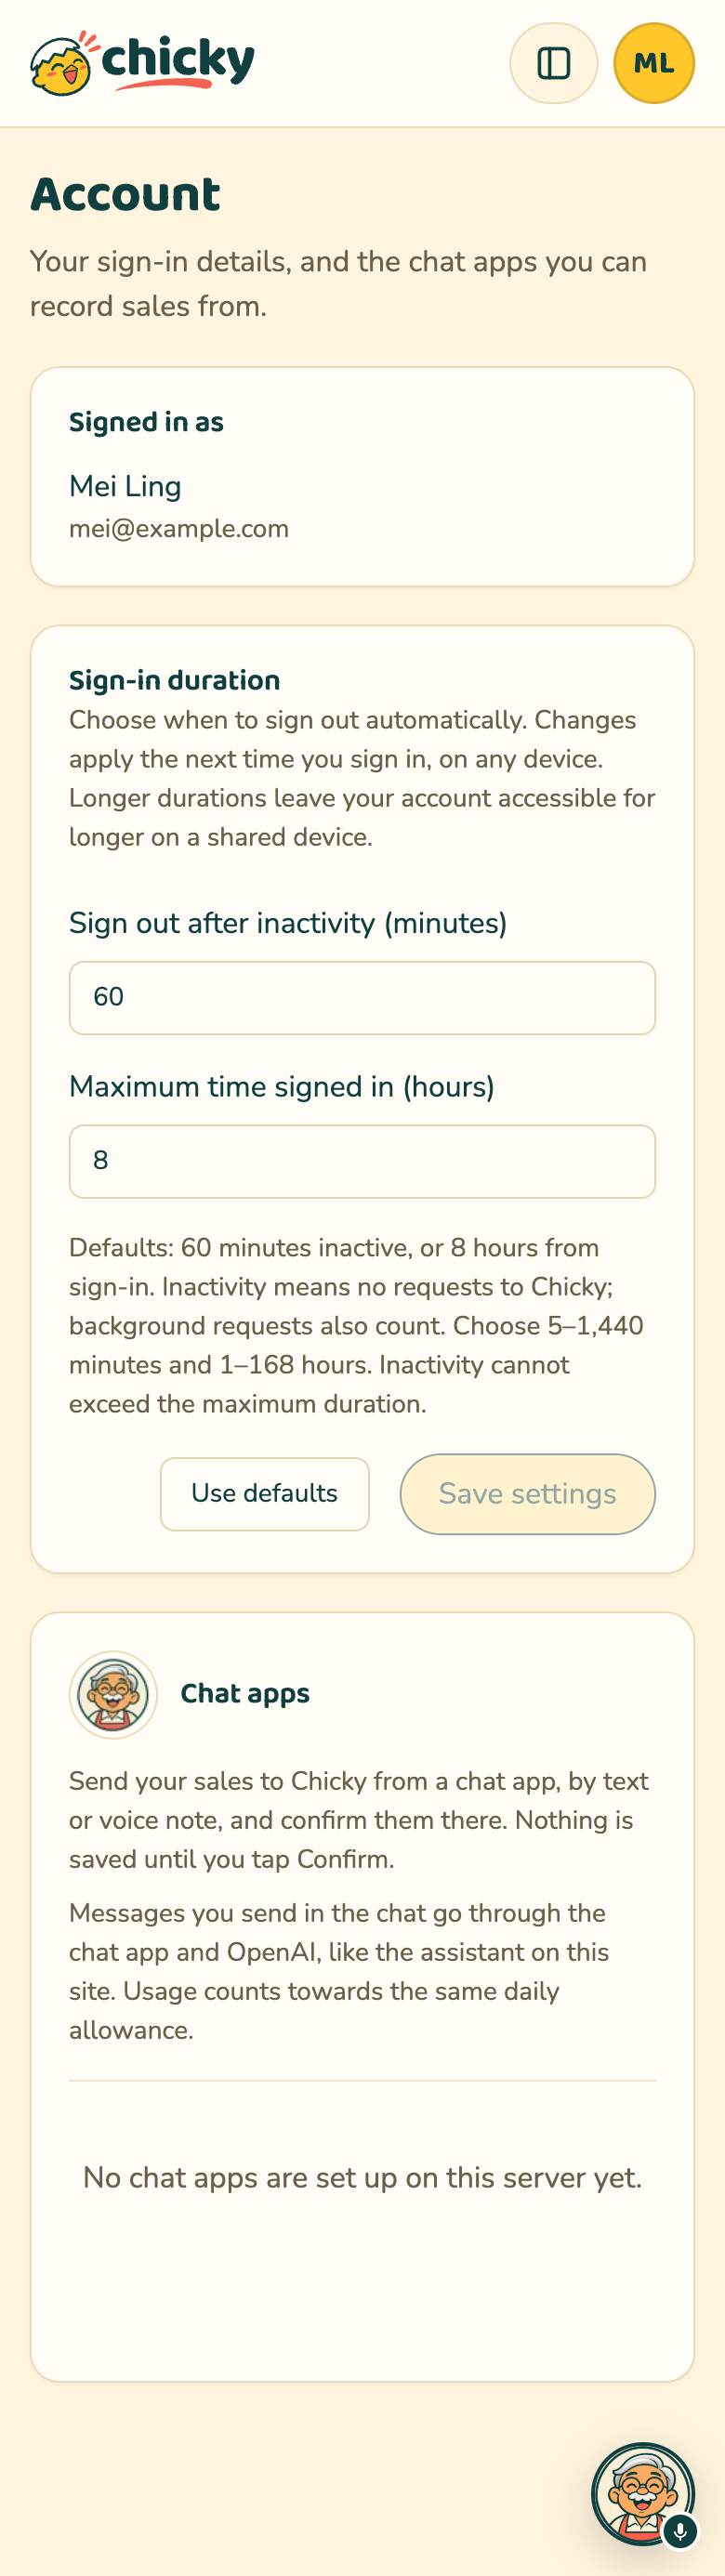 chicky
ML
Account
Your sign-in details, and the chat apps you can
record sales from.
Signed in as
Mei Ling
mei@example.com
Sign-in duration
Choose when to sign out automatically. Changes
apply the next time you sign in, on any device.
Longer durations leave your account accessible for
longer on a shared device.
Sign out after inactivity (minutes)
60
Maximum time signed in (hours)
8
Defaults: 60 minutes inactive, or 8 hours from
sign-in. Inactivity means no requests to Chicky;
background requests also count. Choose 5–1,440
minutes and 1–168 hours. Inactivity cannot
exceed the maximum duration.
Use defaults
Save settings
Chat apps
Send your sales to Chicky from a chat app, by text
or voice note, and confirm them there. Nothing is
saved until you tap Confirm.
Messages you send in the chat go through the
chat app and OpenAI, like the assistant on this
site. Usage counts towards the same daily
allowance.
No chat apps are set up on this server yet.